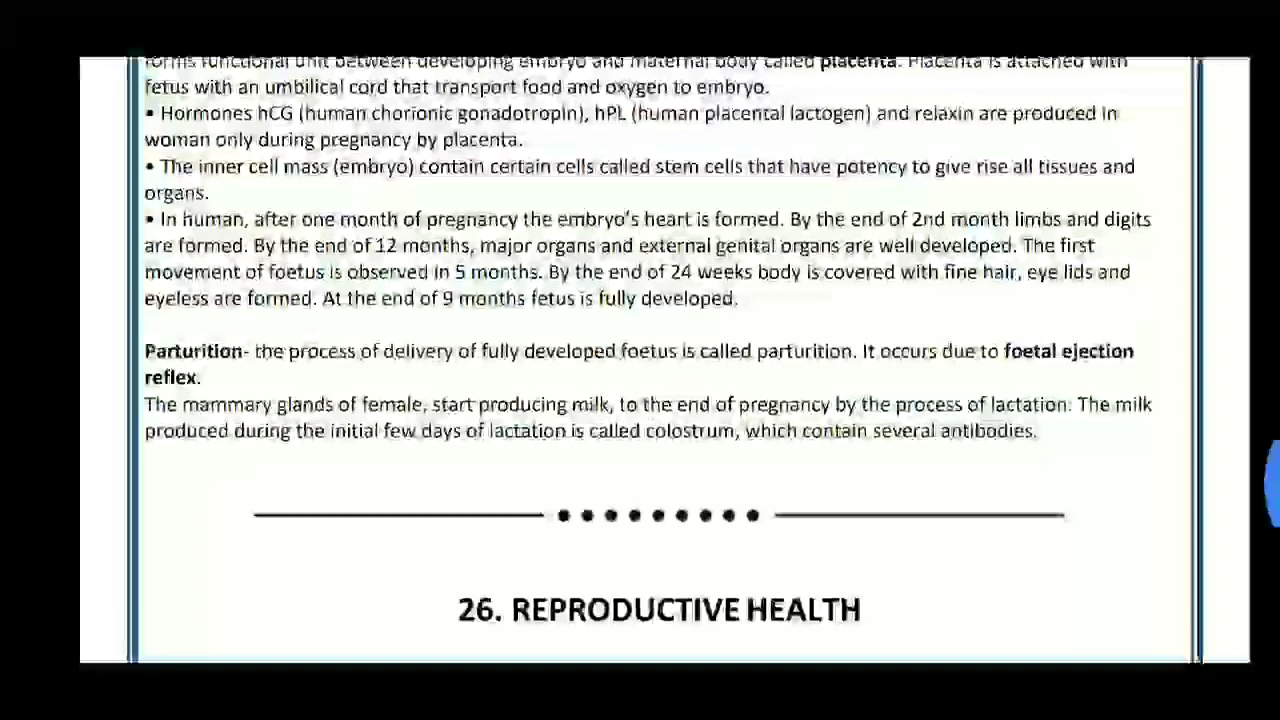 forms functional unit between developing embryo and maternal body called placenta. Placenta is attached with
fetus with an umbilical cord that transport food and oxygen to embryo.
• Hormones hCG (human chorionic gonadotropin), hPL (human placental lactogen) and relaxin are produced in
woman only during pregnancy by placenta.
• The inner cell mass (embryo) contain certain cells called stem cells that have potency to give rise all tissues and
organs.
• In human, after one month of pregnancy the embryo's heart is formed. By the end of 2nd month limbs and digits
are formed. By the end of 12 months, major organs and external genital organs are well developed. The first
movement of foetus is observed in 5 months. By the end of 24 weeks body is covered with fine hair, eye lids and
eyeless are formed. At the end of 9 months fetus is fully developed.
Parturition- the process of delivery of fully developed foetus is called parturition. It occurs due to foetal ejection
reflex.
The mammary glands of female, start producing milk, to the end of pregnancy by the process of lactation. The milk
produced during the initial few days of lactation is called colostrum, which contain several antibodies.
26. REPRODUCTIVE HEALTH